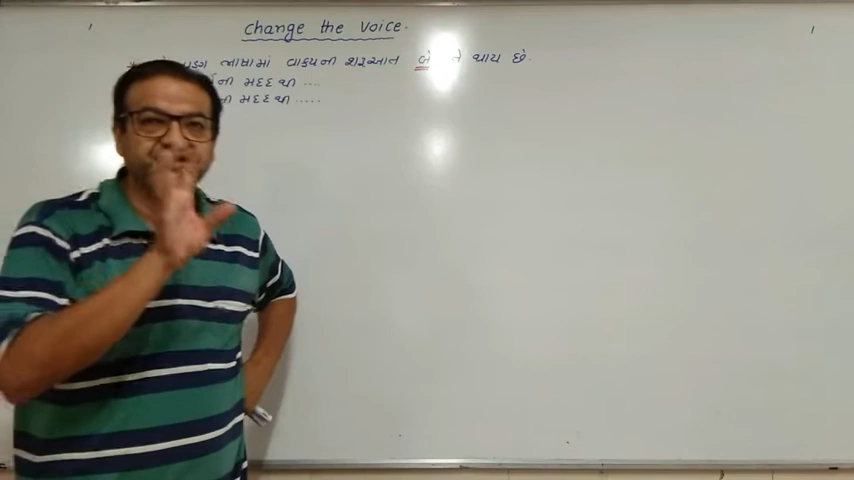 Change the Voice.
ભાષામાં વાક્યની શરૂઆત બે તે થાય છે.
ની મદદથી ....
ની મદદથી .....